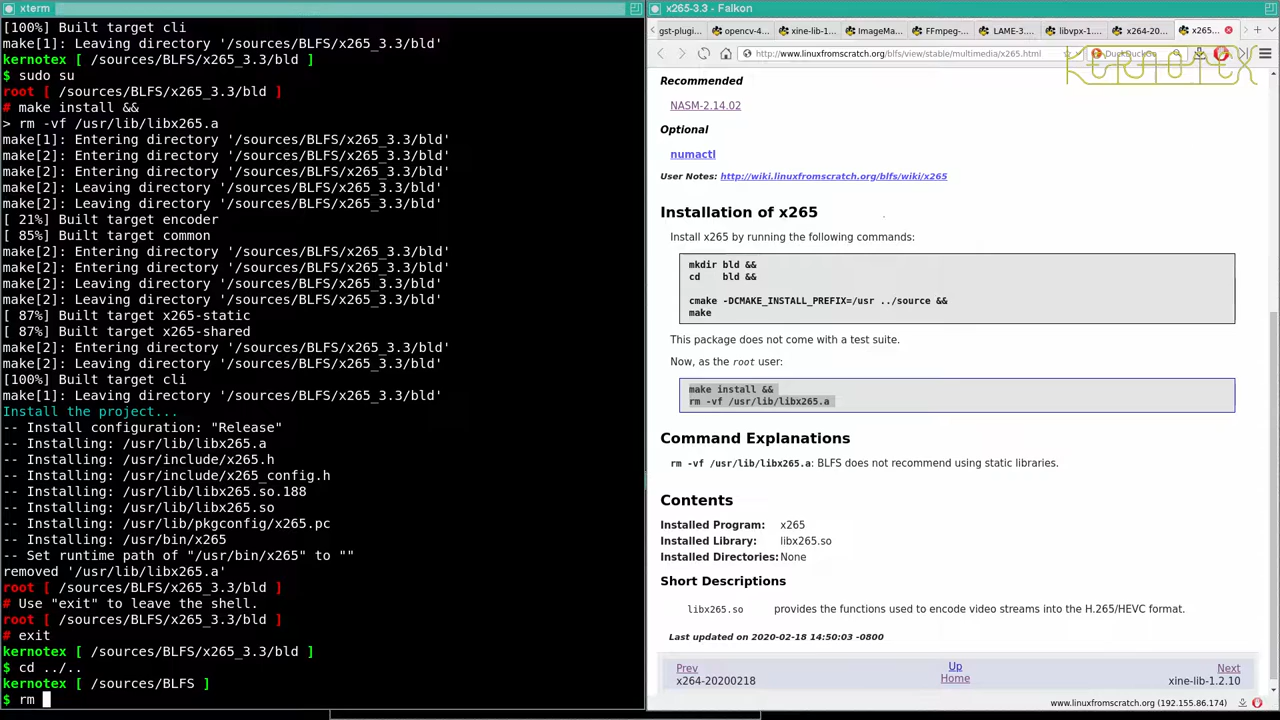 xterm
[100%] Built target cli
make[1]: Leaving directory '/sources/BLFS/x265_3.3/bld'
kernotex [ /sources/BLFS/x265_3.3/bld ]
$ sudo su
root [ /sources/BLFS/x265_3.3/bld ]
# make install &&
> rm -vf /usr/lib/libx265.a
make[1]: Entering directory '/sources/BLFS/x265_3.3/bld'
make[2]: Entering directory '/sources/BLFS/x265_3.3/bld'
make[2]: Entering directory '/sources/BLFS/x265_3.3/bld'
make[2]: Leaving directory '/sources/BLFS/x265_3.3/bld'
make[2]: Leaving directory '/sources/BLFS/x265_3.3/bld'
[ 21%] Built target encoder
[ 85%] Built target common
make[2]: Entering directory '/sources/BLFS/x265_3.3/bld'
make[2]: Entering directory '/sources/BLFS/x265_3.3/bld'
make[2]: Leaving directory '/sources/BLFS/x265_3.3/bld'
make[2]: Leaving directory '/sources/BLFS/x265_3.3/bld'
[ 87%] Built target x265-static
[ 87%] Built target x265-shared
make[2]: Entering directory '/sources/BLFS/x265_3.3/bld'
make[2]: Leaving directory '/sources/BLFS/x265_3.3/bld'
[100%] Built target cli
make[1]: Leaving directory '/sources/BLFS/x265_3.3/bld'
Install the project...
-- Install configuration: "Release"
-- Installing: /usr/lib/libx265.a
-- Installing: /usr/include/x265.h
-- Installing: /usr/include/x265_config.h
-- Installing: /usr/lib/libx265.so.188
-- Installing: /usr/lib/libx265.so
-- Installing: /usr/lib/pkgconfig/x265.pc
-- Installing: /usr/bin/x265
-- Set runtime path of "/usr/bin/x265" to ""
removed '/usr/lib/libx265.a'
root [ /sources/BLFS/x265_3.3/bld ]
# Use "exit" to leave the shell.
root [ /sources/BLFS/x265_3.3/bld ]
# exit
kernotex [ /sources/BLFS/x265_3.3/bld ]
$ cd ../..
kernotex [ /sources/BLFS ]
$ rm
x265-3.3 - Falkon
gst-plugi... opencv-4... xine-lib-1... ImageMa... FFmpeg-... LAME-3.... libvpx-1.... x264-20... x265...
http://www.linuxfromscratch.org/blfs/view/stable/multimedia/x265.html DuckDuckGo
KERNOTEX
Recommended
NASM-2.14.02
Optional
numactl
User Notes: http://wiki.linuxfromscratch.org/blfs/wiki/x265
Installation of x265
Install x265 by running the following commands:
mkdir bld &&
cd    bld &&
cmake -DCMAKE_INSTALL_PREFIX=/usr ../source &&
make
This package does not come with a test suite.
Now, as the root user:
make install &&
rm -vf /usr/lib/libx265.a
Command Explanations
rm -vf /usr/lib/libx265.a: BLFS does not recommend using static libraries.
Contents
Installed Program: x265
Installed Library: libx265.so
Installed Directories: None
Short Descriptions
libx265.so provides the functions used to encode video streams into the H.265/HEVC format.
Last updated on 2020-02-18 14:50:03 -0800
Prev Up Next
x264-20200218 Home xine-lib-1.2.10
www.linuxfromscratch.org (192.155.86.174)